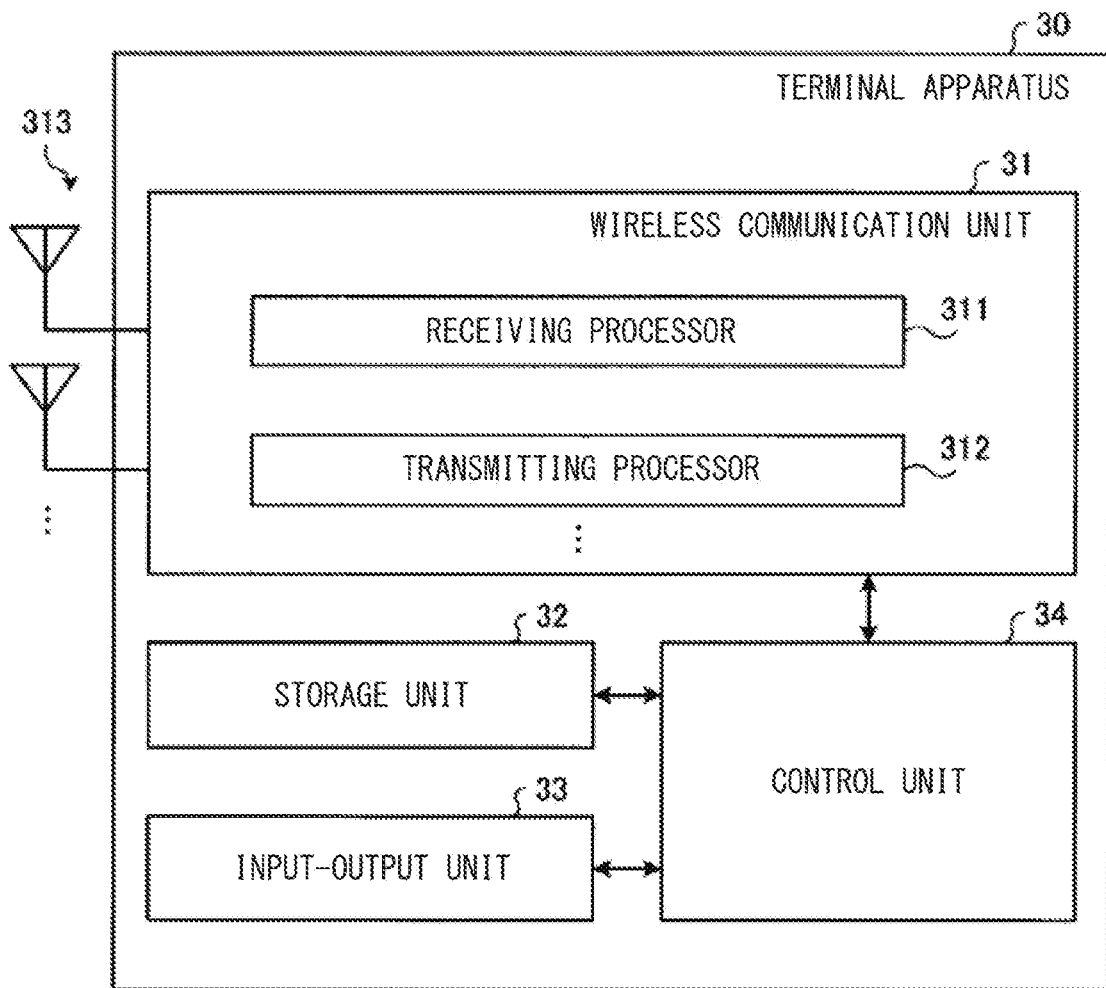 30
TERMINAL APPARATUS
313
31
WIRELESS COMMUNICATION UNIT
RECEIVING PROCESSOR
311
TRANSMITTING PROCESSOR
312
32
34
STORAGE UNIT
CONTROL UNIT
33
INPUT-OUTPUT UNIT